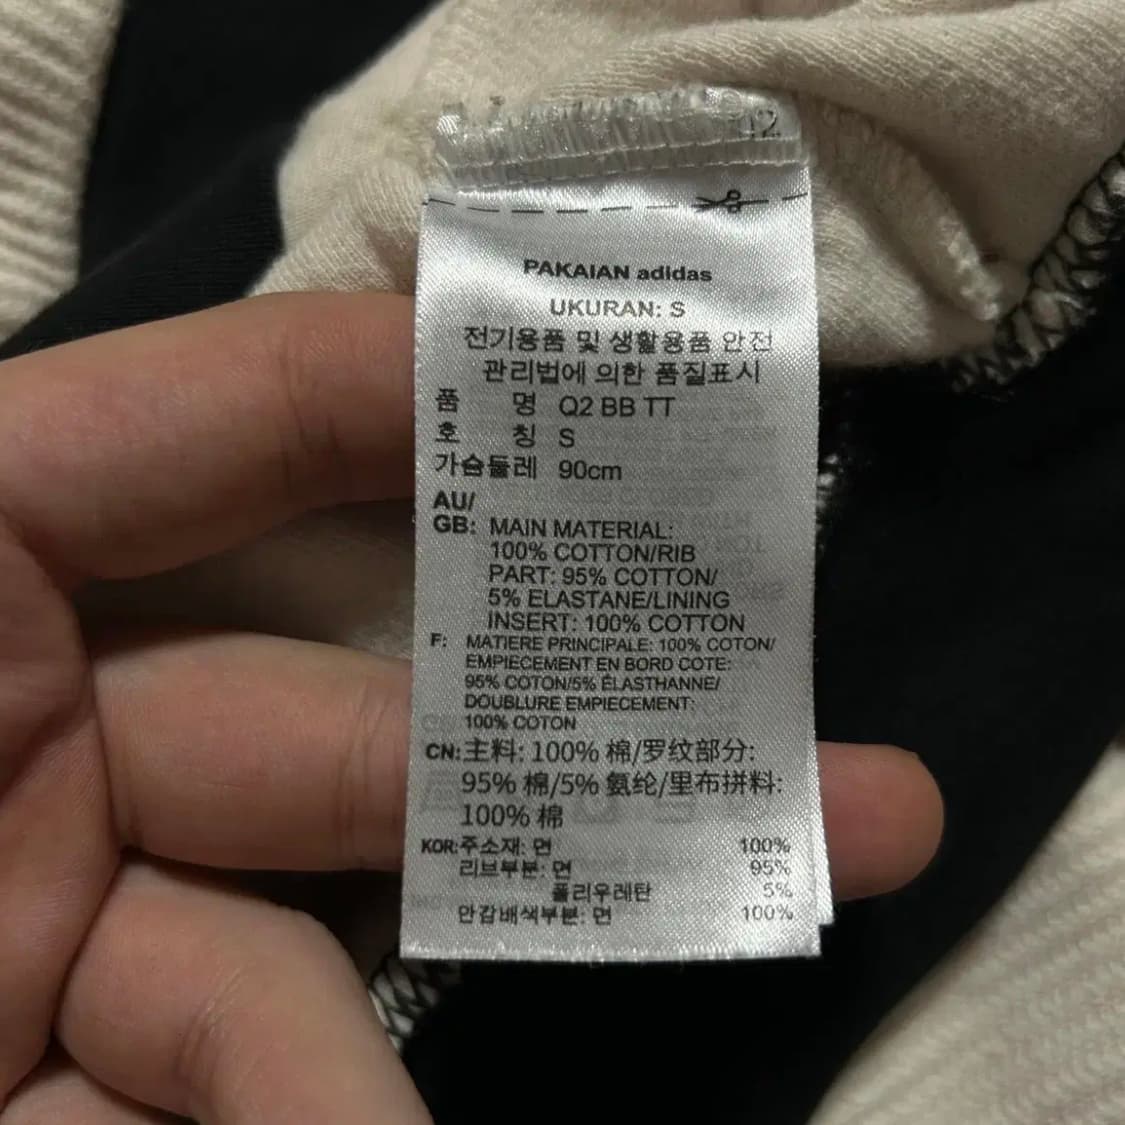 12
PAKAIAN adidas
UKURAN: S
전기용품 및 생활용품 안전
관리법에 의한 품질표시
품 명 Q2 BB TT
호 칭 S
가슴둘레 90cm
AU/
GB: MAIN MATERIAL:
100% COTTON/RIB
PART: 95% COTTON/
5% ELASTANE/LINING
INSERT: 100% COTTON
F: MATIERE PRINCIPALE: 100% COTON/
EMPIECEMENT EN BORD COTE:
95% COTON/5% ÉLASTHANNE/
DOUBLURE EMPIECEMENT:
100% COTON
CN:主料: 100% 棉/罗纹部分:
95% 棉/5% 氨纶/里布拼料:
100% 棉
KOR:주소재: 면 100%
리브부분: 면 95%
폴리우레탄 5%
안감배색부분: 면 100%